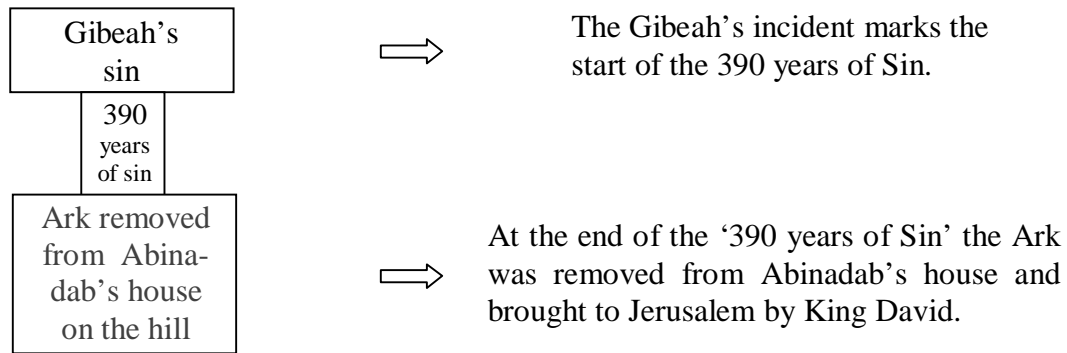 Gibeah's
sin
The Gibeah's incident marks the
start of the 390 years of Sin.
390
years
of sin
Ark removed
from Abina-
dab's house
on the hill
At the end of the ‘390 years of Sin’ the Ark
was removed from Abinadab's house and
brought to Jerusalem by King David.